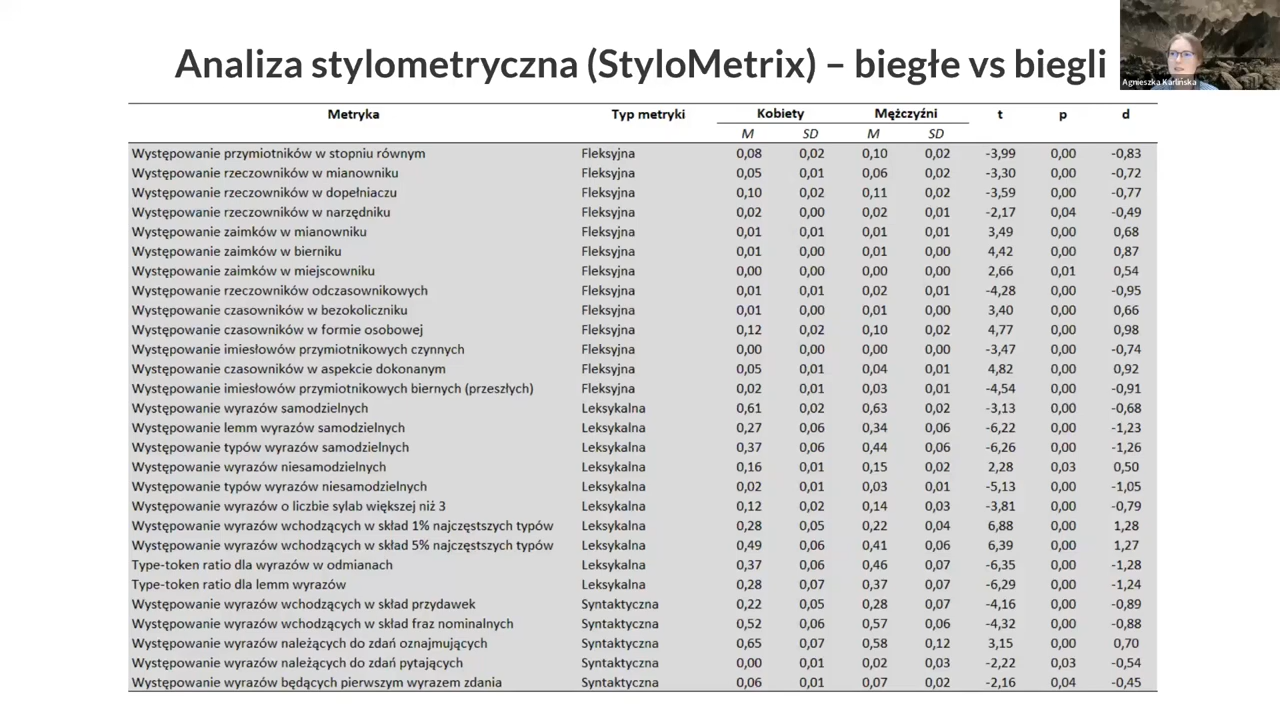 Analiza stylometryczna (StyloMetrix) – biegłe vs biegli
Agnieszka Karlińska
Metryka Typ metryki Kobiety Mężczyźni t p d
M SD M SD
Występowanie przymiotników w stopniu równym Fleksyjna 0,08 0,02 0,10 0,02 -3,99 0,00 -0,83
Występowanie rzeczowników w mianowniku Fleksyjna 0,05 0,01 0,06 0,02 -3,30 0,00 -0,72
Występowanie rzeczowników w dopełniaczu Fleksyjna 0,10 0,02 0,11 0,02 -3,59 0,00 -0,77
Występowanie rzeczowników w narzędniku Fleksyjna 0,02 0,00 0,02 0,01 -2,17 0,04 -0,49
Występowanie zaimków w mianowniku Fleksyjna 0,01 0,01 0,01 0,01 3,49 0,00 0,68
Występowanie zaimków w bierniku Fleksyjna 0,01 0,00 0,01 0,00 4,42 0,00 0,87
Występowanie zaimków w miejscowniku Fleksyjna 0,00 0,00 0,00 0,00 2,66 0,01 0,54
Występowanie rzeczowników odczasownikowych Fleksyjna 0,01 0,01 0,02 0,01 -4,28 0,00 -0,95
Występowanie czasowników w bezokoliczniku Fleksyjna 0,01 0,00 0,01 0,00 3,40 0,00 0,66
Występowanie czasowników w formie osobowej Fleksyjna 0,12 0,02 0,10 0,02 4,77 0,00 0,98
Występowanie imiesłowów przymiotnikowych czynnych Fleksyjna 0,00 0,00 0,00 0,00 -3,47 0,00 -0,74
Występowanie czasowników w aspekcie dokonanym Fleksyjna 0,05 0,01 0,04 0,01 4,82 0,00 0,92
Występowanie imiesłowów przymiotnikowych biernych (przeszłych) Fleksyjna 0,02 0,01 0,03 0,01 -4,54 0,00 -0,91
Występowanie wyrazów samodzielnych Leksykalna 0,61 0,02 0,63 0,02 -3,13 0,00 -0,68
Występowanie lemm wyrazów samodzielnych Leksykalna 0,27 0,06 0,34 0,06 -6,22 0,00 -1,23
Występowanie typów wyrazów samodzielnych Leksykalna 0,37 0,06 0,44 0,06 -6,26 0,00 -1,26
Występowanie wyrazów niesamodzielnych Leksykalna 0,16 0,01 0,15 0,02 2,28 0,03 0,50
Występowanie typów wyrazów niesamodzielnych Leksykalna 0,02 0,01 0,03 0,01 -5,13 0,00 -1,05
Występowanie wyrazów o liczbie sylab większej niż 3 Leksykalna 0,12 0,02 0,14 0,03 -3,81 0,00 -0,79
Występowanie wyrazów wchodzących w skład 1% najczęstszych typów Leksykalna 0,28 0,05 0,22 0,04 6,88 0,00 1,28
Występowanie wyrazów wchodzących w skład 5% najczęstszych typów Leksykalna 0,49 0,06 0,41 0,06 6,39 0,00 1,27
Type-token ratio dla wyrazów w odmianach Leksykalna 0,37 0,06 0,46 0,07 -6,35 0,00 -1,28
Type-token ratio dla lemm wyrazów Leksykalna 0,28 0,07 0,37 0,07 -6,29 0,00 -1,24
Występowanie wyrazów wchodzących w skład przydawek Syntaktyczna 0,22 0,05 0,28 0,07 -4,16 0,00 -0,89
Występowanie wyrazów wchodzących w skład fraz nominalnych Syntaktyczna 0,52 0,06 0,57 0,06 -4,32 0,00 -0,88
Występowanie wyrazów należących do zdań oznajmujących Syntaktyczna 0,65 0,07 0,58 0,12 3,15 0,00 0,70
Występowanie wyrazów należących do zdań pytających Syntaktyczna 0,00 0,01 0,02 0,03 -2,22 0,03 -0,54
Występowanie wyrazów będących pierwszym wyrazem zdania Syntaktyczna 0,06 0,01 0,07 0,02 -2,16 0,04 -0,45